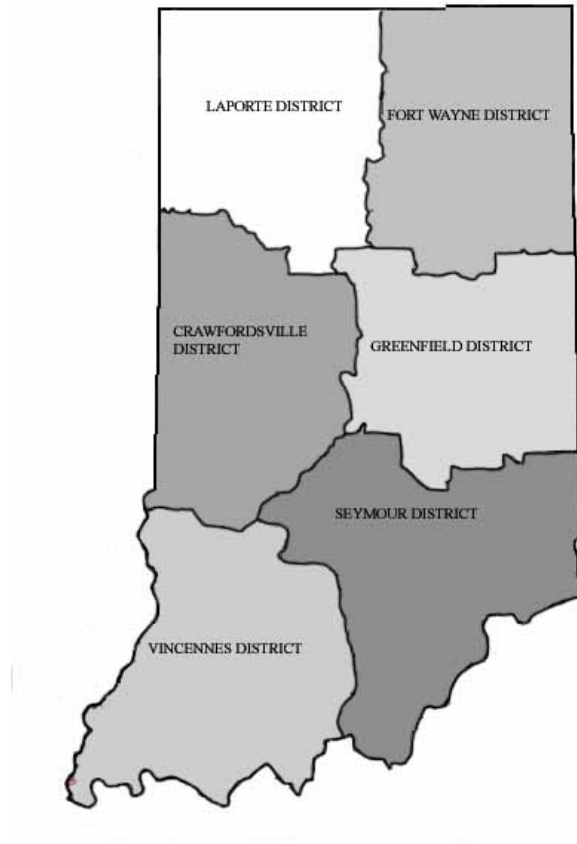 LAPORTE DISTRICT
FORT WAYNE DISTRICT
CRAWFORDSVILLE
DISTRICT
GREENFIELD DISTRICT
SEYMOUR DISTRICT
VINCENNES DISTRICT